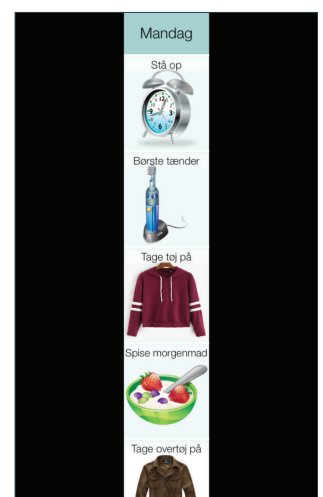 Mandag
Stå op
Børste tænder
Tage tøj på
Spise morgenmad
Tage overtøj på